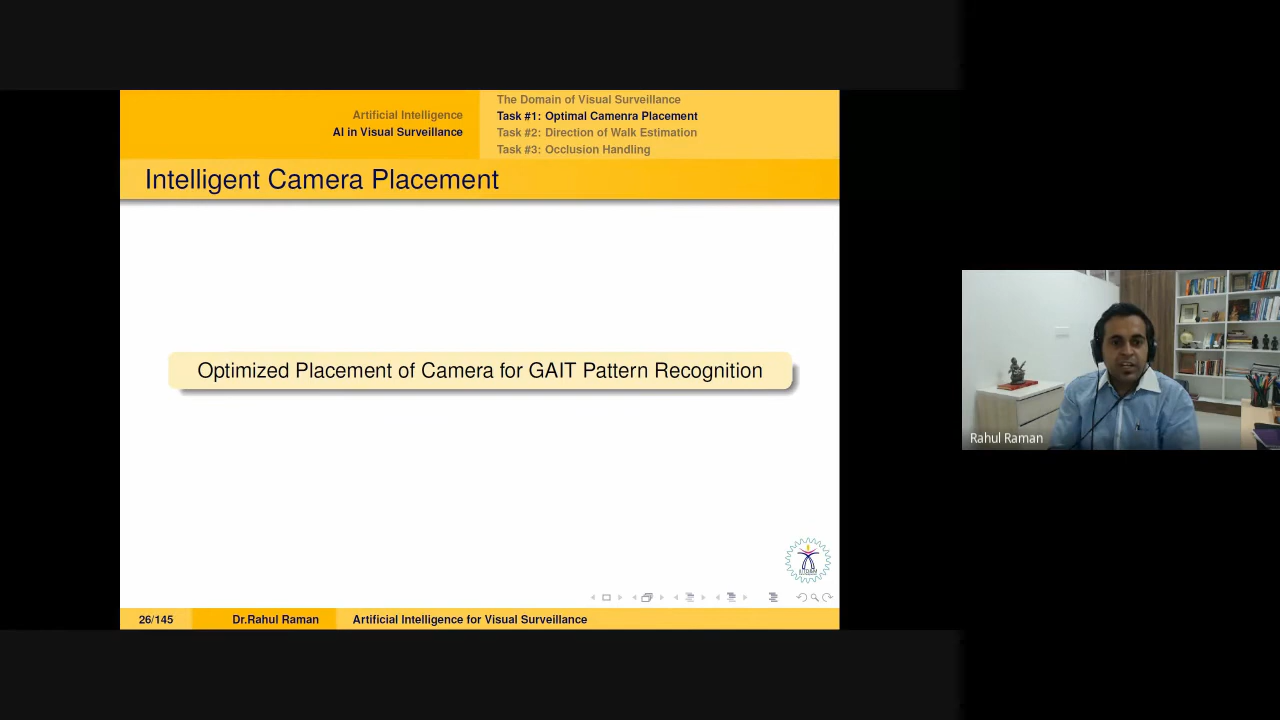 Artificial Intelligence
AI in Visual Surveillance
The Domain of Visual Surveillance
Task #1: Optimal Camenra Placement
Task #2: Direction of Walk Estimation
Task #3: Occlusion Handling
Intelligent Camera Placement
Optimized Placement of Camera for GAIT Pattern Recognition
Rahul Raman
26/145
Dr.Rahul Raman
Artificial Intelligence for Visual Surveillance